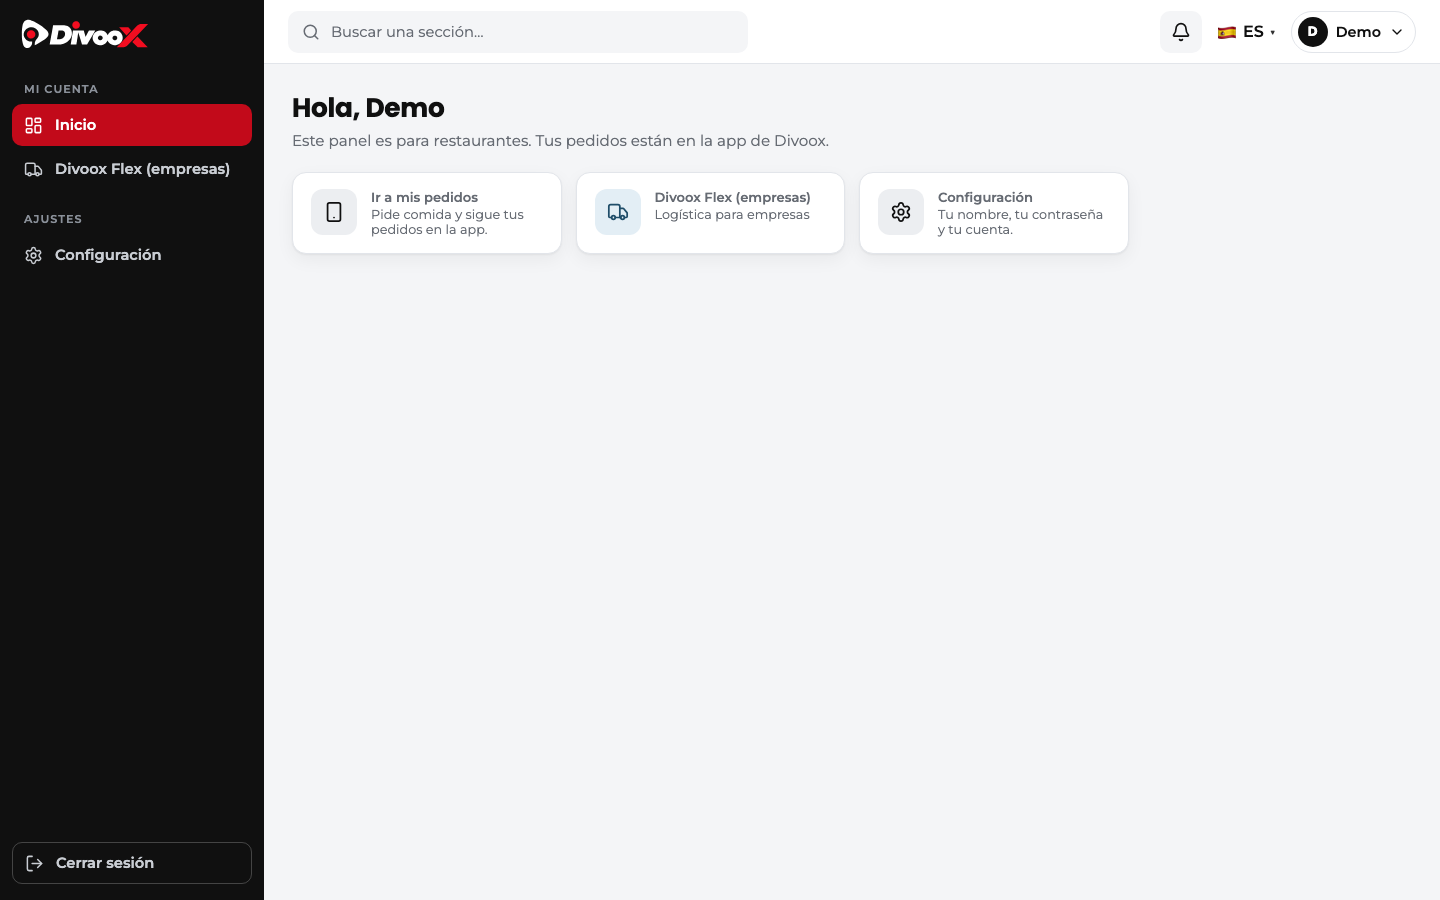 DivooX
Buscar una sección...
ES
D
Demo
MI CUENTA
Inicio
Divoox Flex (empresas)
AJUSTES
Configuración
Cerrar sesión
Hola, Demo
Este panel es para restaurantes. Tus pedidos están en la app de Divoox.
Ir a mis pedidos
Pide comida y sigue tus
pedidos en la app.
Divoox Flex (empresas)
Logística para empresas
Configuración
Tu nombre, tu contraseña
y tu cuenta.